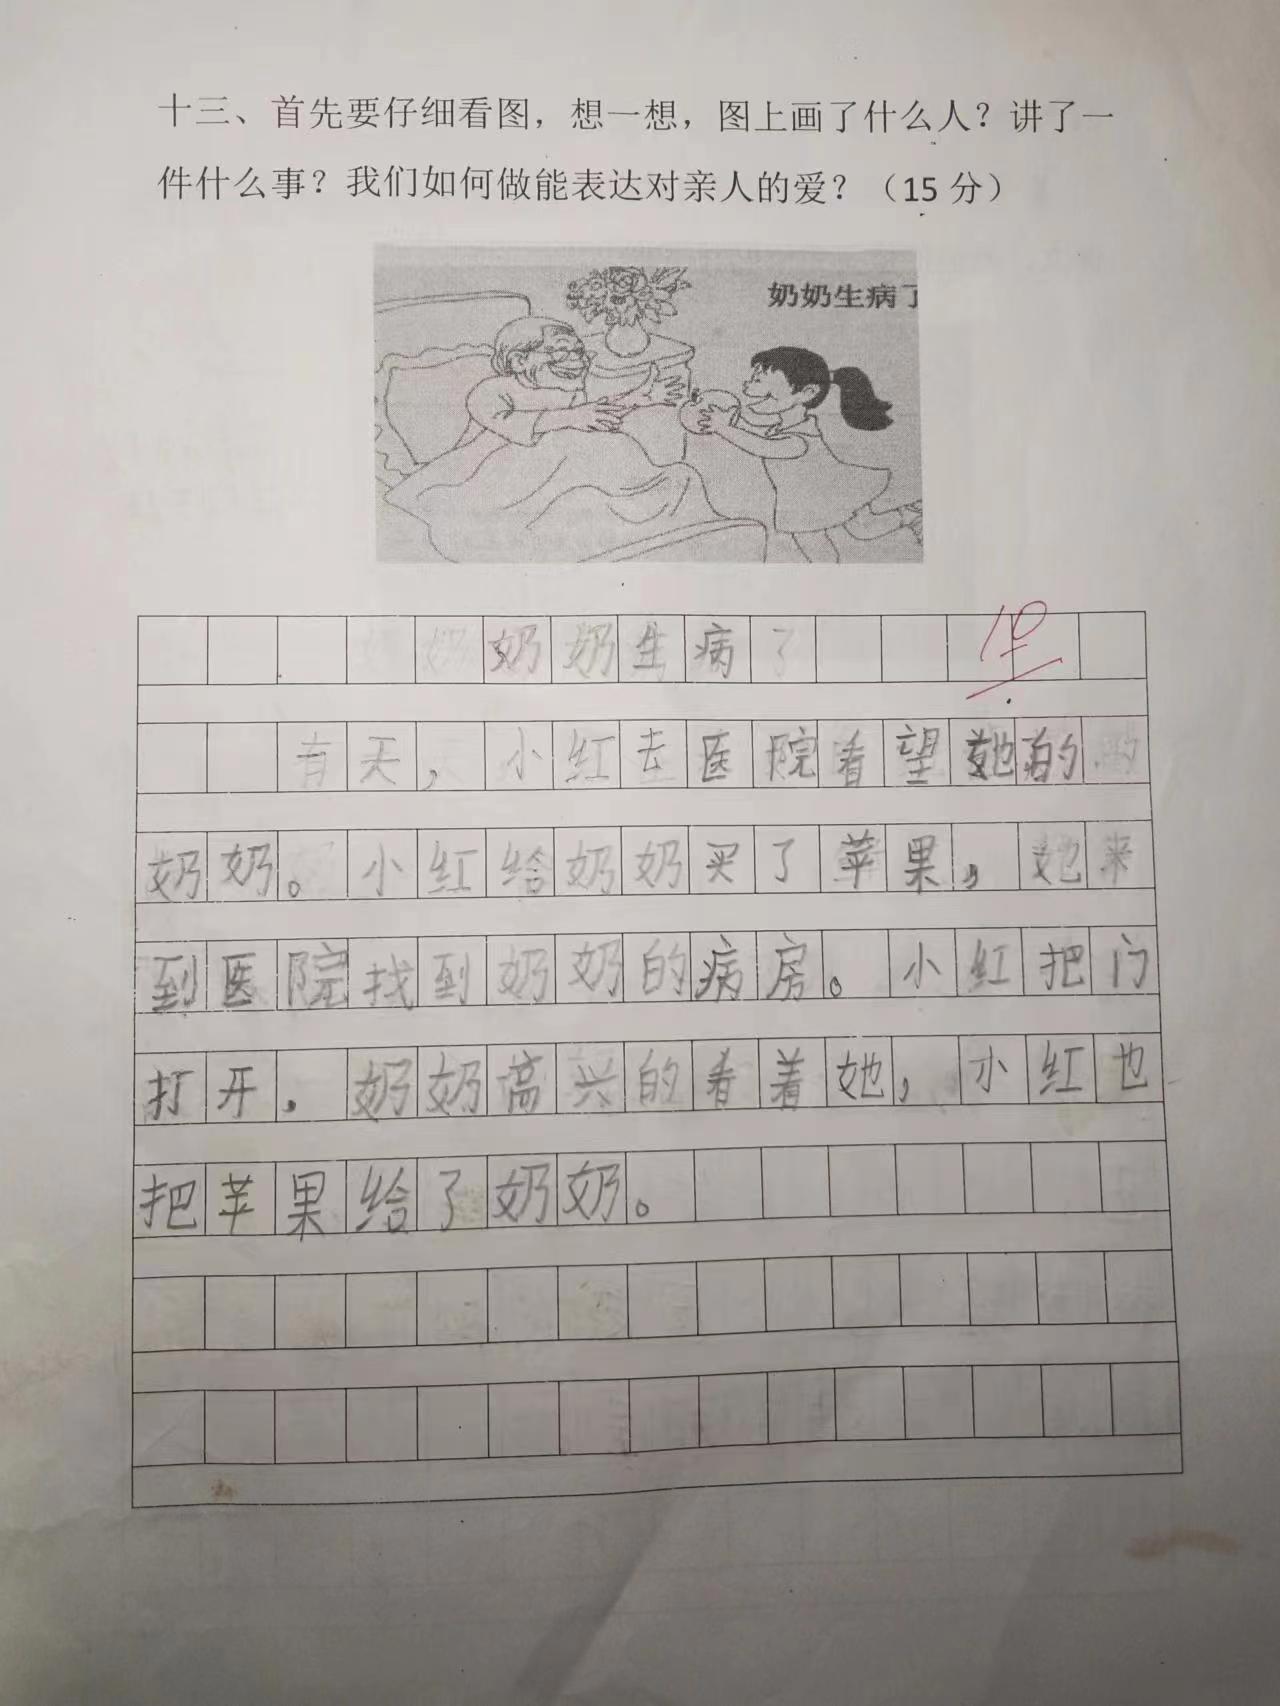 十三、首先要仔细看图，想一想，图上画了什么人？讲了一
件什么事？我们如何做能表达对亲人的爱？（15 分）
奶奶生病了
奶奶生病了
10
有天，小红去医院看望她的
奶奶。小红给奶奶买了苹果，她来
到医院找到奶奶的病房。小红把门
打开，奶奶高兴的看着她，小红也
把苹果给了奶奶。